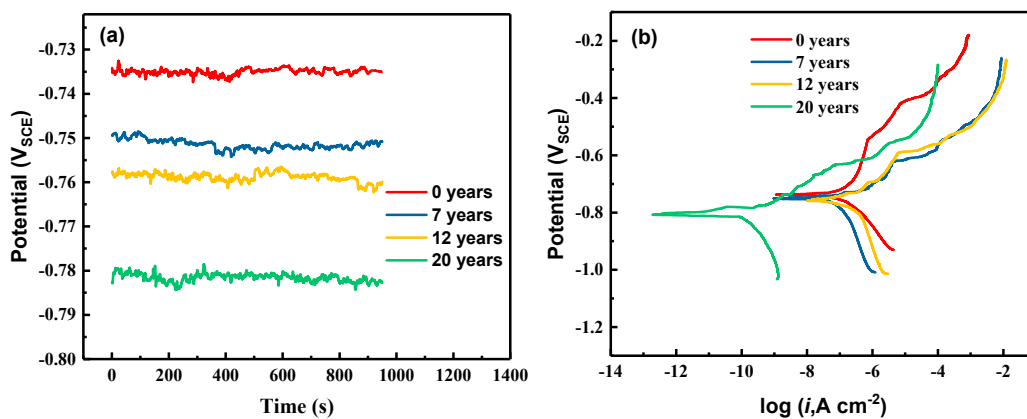 (a)
Potential (V_SCE)
-0.73
-0.74
-0.75
-0.76
-0.77
-0.78
-0.79
-0.80
0 years
7 years
12 years
20 years
0 200 400 600 800 1000 1200 1400
Time (s)
(b)
Potential (V_SCE)
-0.2
-0.4
-0.6
-0.8
-1.0
-1.2
0 years
7 years
12 years
20 years
-14 -12 -10 -8 -6 -4 -2
log (i,A cm⁻²)